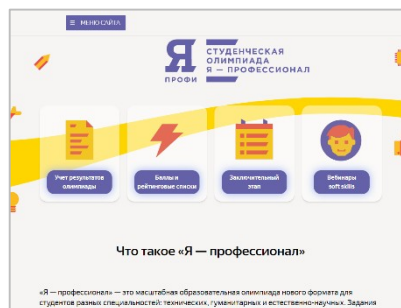 ≡ МЕНЮ САЙТА
Я
ПРОФИ
СТУДЕНЧЕСКАЯ
ОЛИМПИАДА
Я — ПРОФЕССИОНАЛ
Учет результатов
олимпиады
Баллы и
рейтинговые списки
Заключительный
этап
Вебинары
soft skills
Что такое «Я — профессионал»
«Я — профессионал» — это масштабная образовательная олимпиада нового формата для
студентов разных специальностей: технических, гуманитарных и естественно-научных. Задания